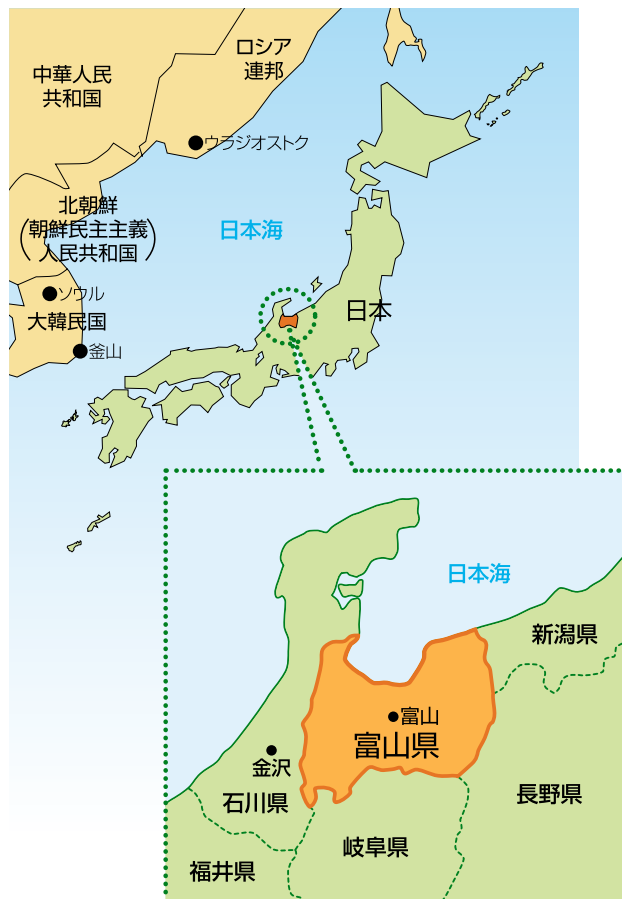 中華人民
共和国
ロシア
連邦
ウラジオストク
北朝鮮
(朝鮮民主主義
人民共和国)
日本海
ソウル
大韓民国
釜山
日本
日本海
新潟県
富山
富山県
金沢
石川県
長野県
岐阜県
福井県